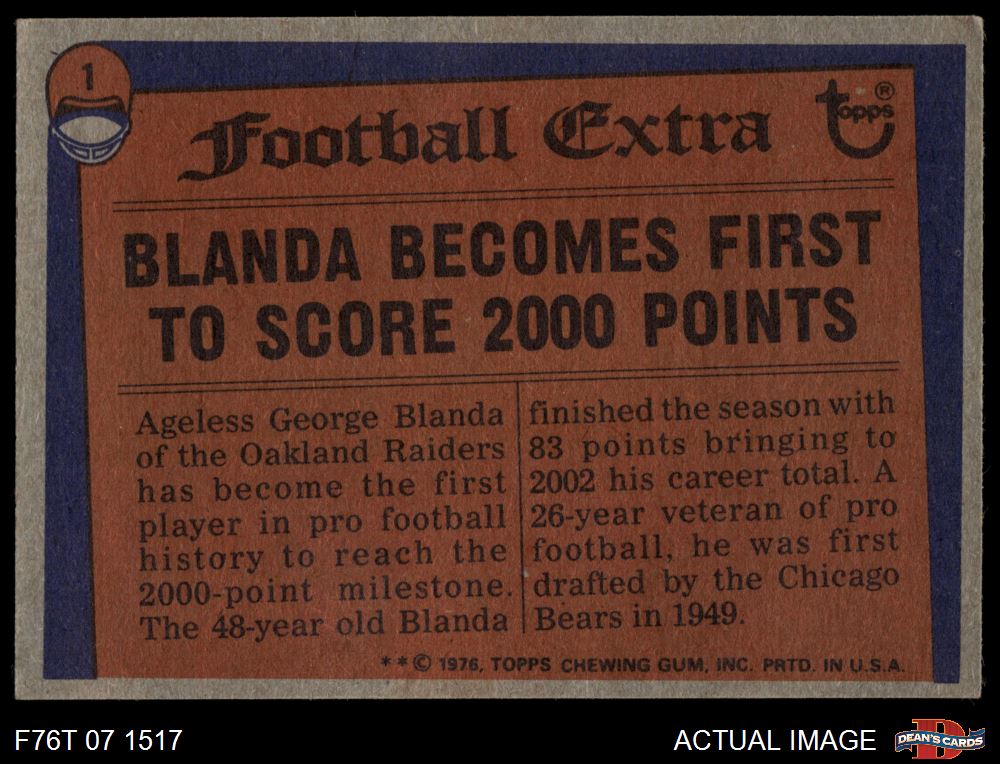 1
topps ®
Football Extra
BLANDA BECOMES FIRST
TO SCORE 2000 POINTS
Ageless George Blanda
of the Oakland Raiders
has become the first
player in pro football
history to reach the
2000-point milestone.
The 48-year old Blanda
finished the season with
83 points bringing to
2002 his career total. A
26-year veteran of pro
football, he was first
drafted by the Chicago
Bears in 1949.
* * © 1976, TOPPS CHEWING GUM, INC. PRTD. IN U.S.A.
F76T 07 1517
ACTUAL IMAGE
D
DEAN'S CARDS